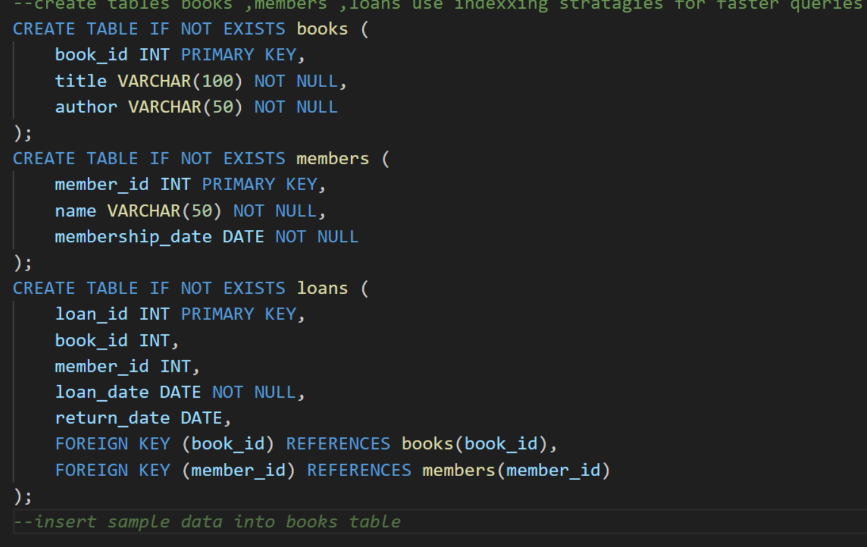 --create tables books ,members ,loans use indexxing stratagies for faster queries
CREATE TABLE IF NOT EXISTS books (
    book_id INT PRIMARY KEY,
    title VARCHAR(100) NOT NULL,
    author VARCHAR(50) NOT NULL
);
CREATE TABLE IF NOT EXISTS members (
    member_id INT PRIMARY KEY,
    name VARCHAR(50) NOT NULL,
    membership_date DATE NOT NULL
);
CREATE TABLE IF NOT EXISTS loans (
    loan_id INT PRIMARY KEY,
    book_id INT,
    member_id INT,
    loan_date DATE NOT NULL,
    return_date DATE,
    FOREIGN KEY (book_id) REFERENCES books(book_id),
    FOREIGN KEY (member_id) REFERENCES members(member_id)
);
--insert sample data into books table